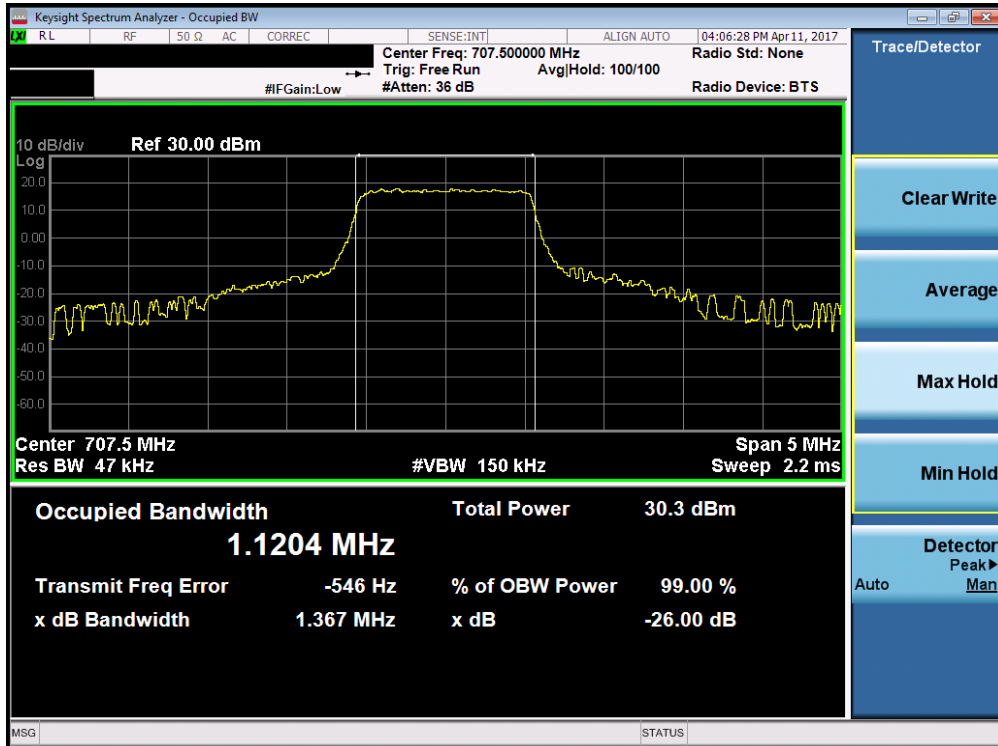 Keysight Spectrum Analyzer - Occupied BW
LXI RL RF 50 Ω AC CORREC SENSE:INT ALIGN AUTO 04:06:28 PM Apr 11, 2017
Center Freq: 707.500000 MHz Radio Std: None
Trig: Free Run Avg|Hold: 100/100
#IFGain:Low #Atten: 36 dB Radio Device: BTS
Trace/Detector
10 dB/div Ref 30.00 dBm
Log
20.0
10.0
0.00
-10.0
-20.0
-30.0
-40.0
-50.0
-60.0
Center 707.5 MHz Span 5 MHz
Res BW 47 kHz #VBW 150 kHz Sweep 2.2 ms
Occupied Bandwidth Total Power 30.3 dBm
1.1204 MHz
Transmit Freq Error -546 Hz % of OBW Power 99.00 %
x dB Bandwidth 1.367 MHz x dB -26.00 dB
Clear Write
Average
Max Hold
Min Hold
Detector
Peak▶
Auto Man
MSG STATUS